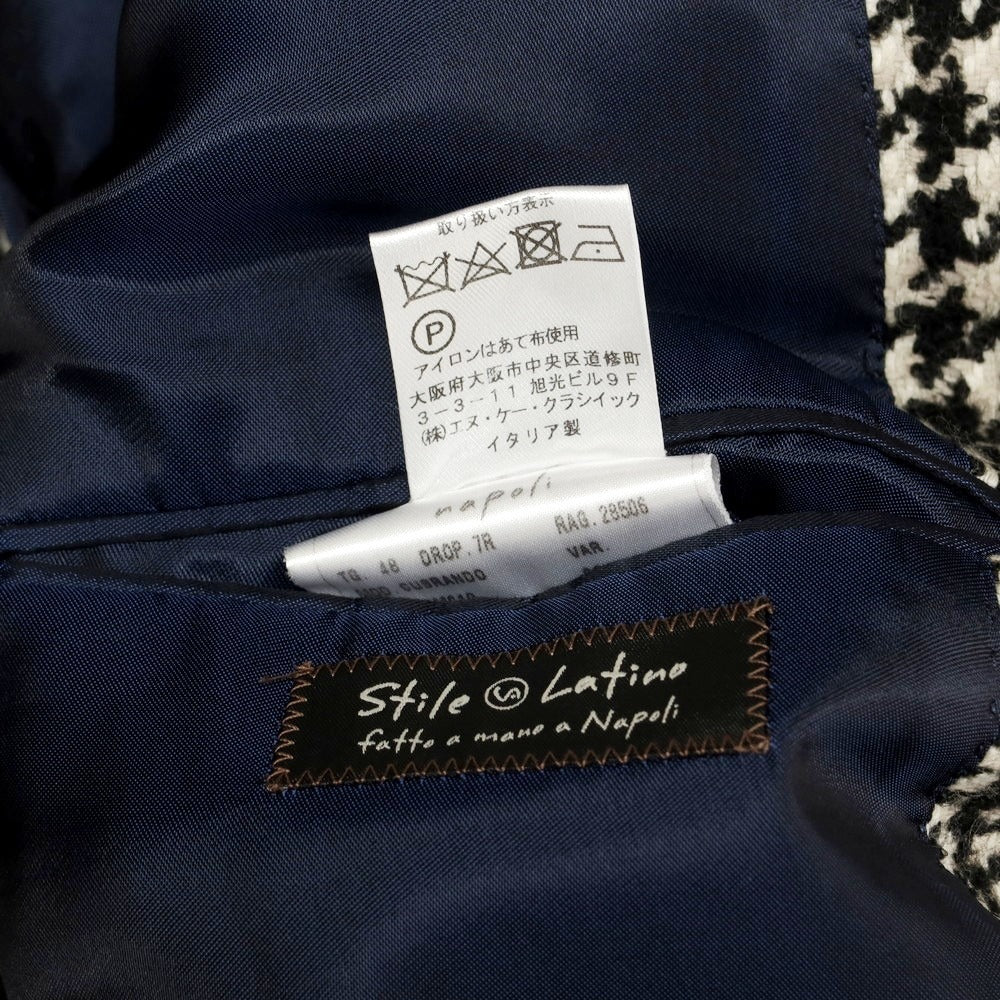 取り扱い方表示
P
アイロンはあて布使用
大阪府大阪市中央区道修町
3-3-11 旭光ビル9F
(株)エヌ・ケー・クラシイック
イタリア製
napoli
TG. 48 DROP.7R RAG.28506
MOD. VAR.
Stile Latino
fatto a mano a Napoli